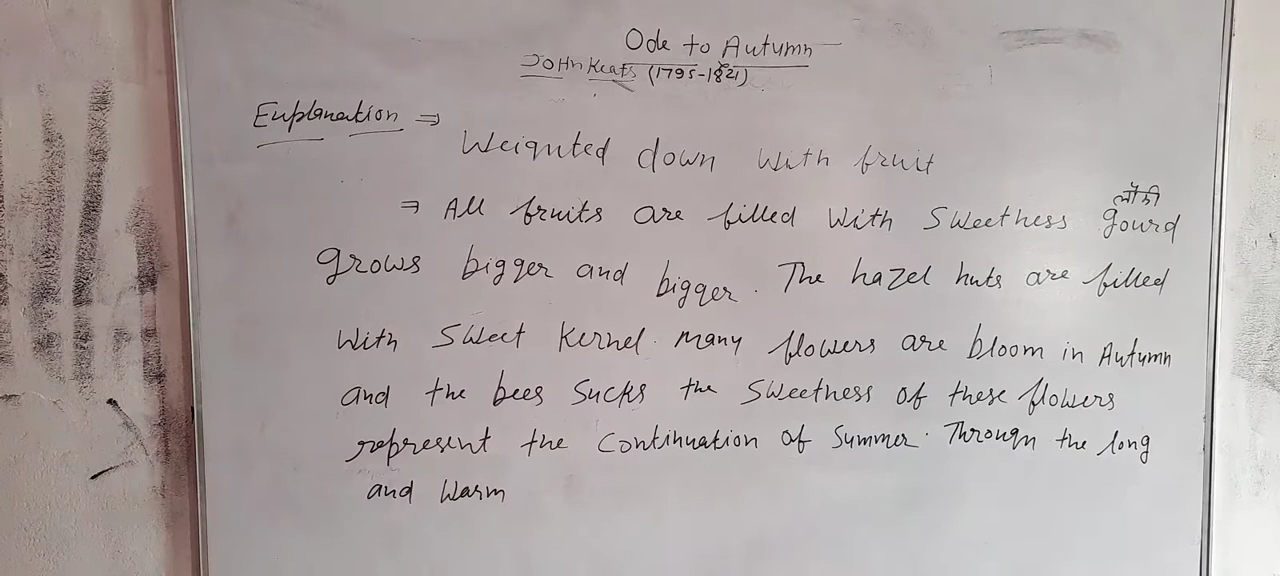 Ode to Autumn
John Keats (1795-1821)
Explanation ⇒
Weighted down with fruit
⇒ All fruits are filled with sweetness gourd
लौकी
grows bigger and bigger. The hazel nuts are filled
with sweet kernel. many flowers are bloom in Autumn
and the bees sucks the sweetness of these flowers
represent the continuation of summer. Through the long
and warm